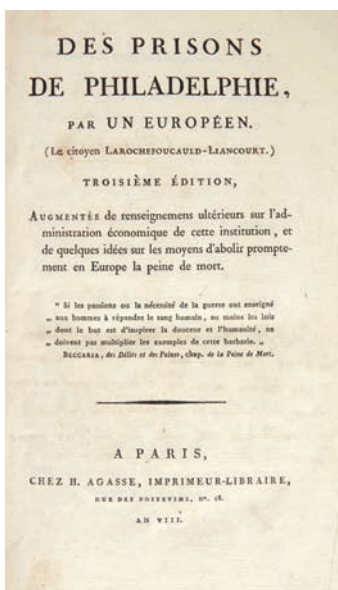 DES PRISONS
DE PHILADELPHIE,
PAR UN EUROPÉEN.
(Le citoyen LAROCHEFOUCAULD-LIANCOURT.)
TROISIÈME ÉDITION,
AUGMENTÉE de renseignemens ultérieurs sur l'ad-
ministration économique de cette institution, et
de quelques idées sur les moyens d'abolir prompte-
ment en Europe la peine de mort.
" Si les passions ou la nécessité de la guerre ont enseigné
„ aux hommes à répandre le sang humain, au moins les lois
„ dont le but est d'inspirer la douceur et l'humanité, ne
„ doivent pas multiplier les exemples de cette barbarie. „
BECCARIA, des Délits et des Peines, chap. de la Peine de Mort.
A PARIS,
CHEZ H. AGASSE, IMPRIMEUR-LIBRAIRE,
RUE DES POITEVINS, N°. 18.
AN VIII.